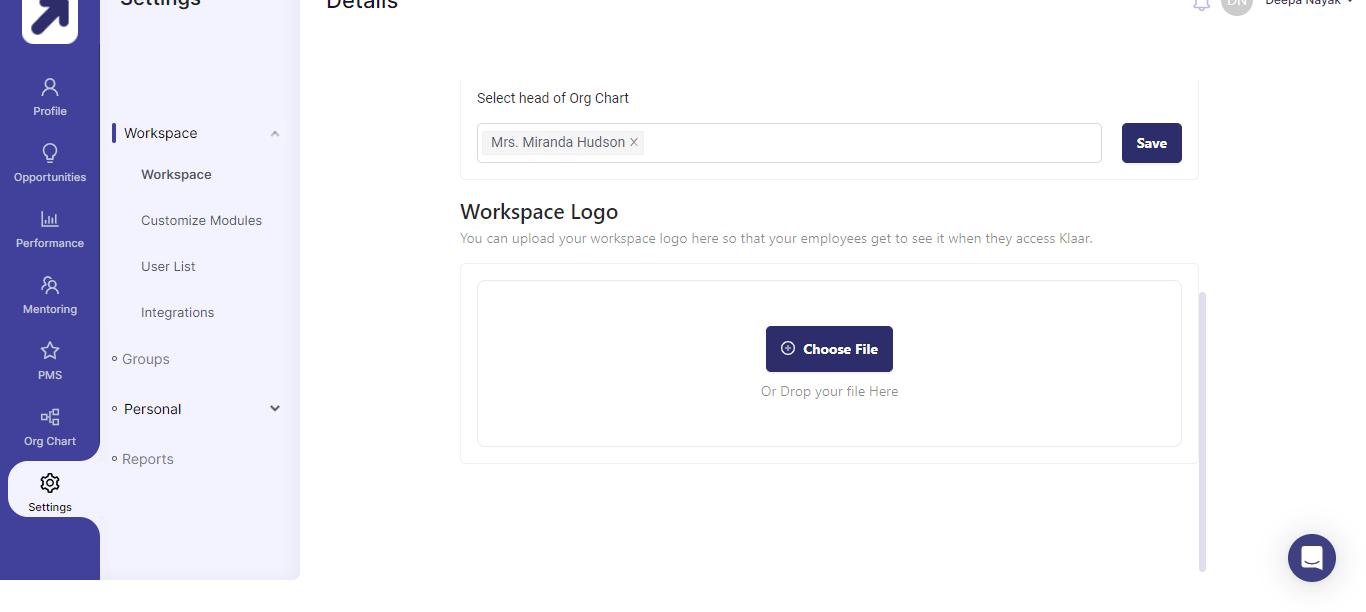 Settings
Details
DN
Deepa Nayak
Profile
Opportunities
Performance
Mentoring
PMS
Org Chart
Settings
Workspace
Workspace
Customize Modules
User List
Integrations
Groups
Personal
Reports
Select head of Org Chart
Mrs. Miranda Hudson
Save
Workspace Logo
You can upload your workspace logo here so that your employees get to see it when they access Klaar.
Choose File
Or Drop your file Here